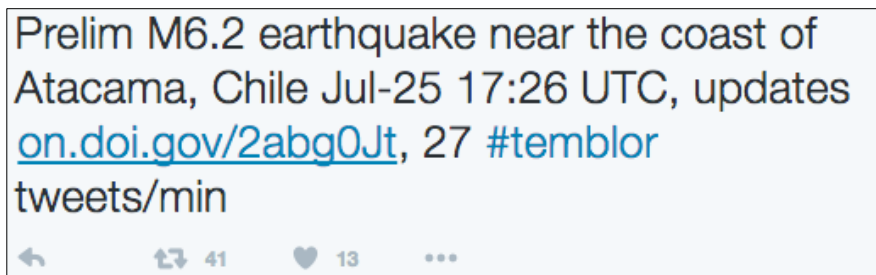 Prelim M6.2 earthquake near the coast of
Atacama, Chile Jul-25 17:26 UTC, updates
on.doi.gov/2abg0Jt, 27 #temblor
tweets/min
41 13